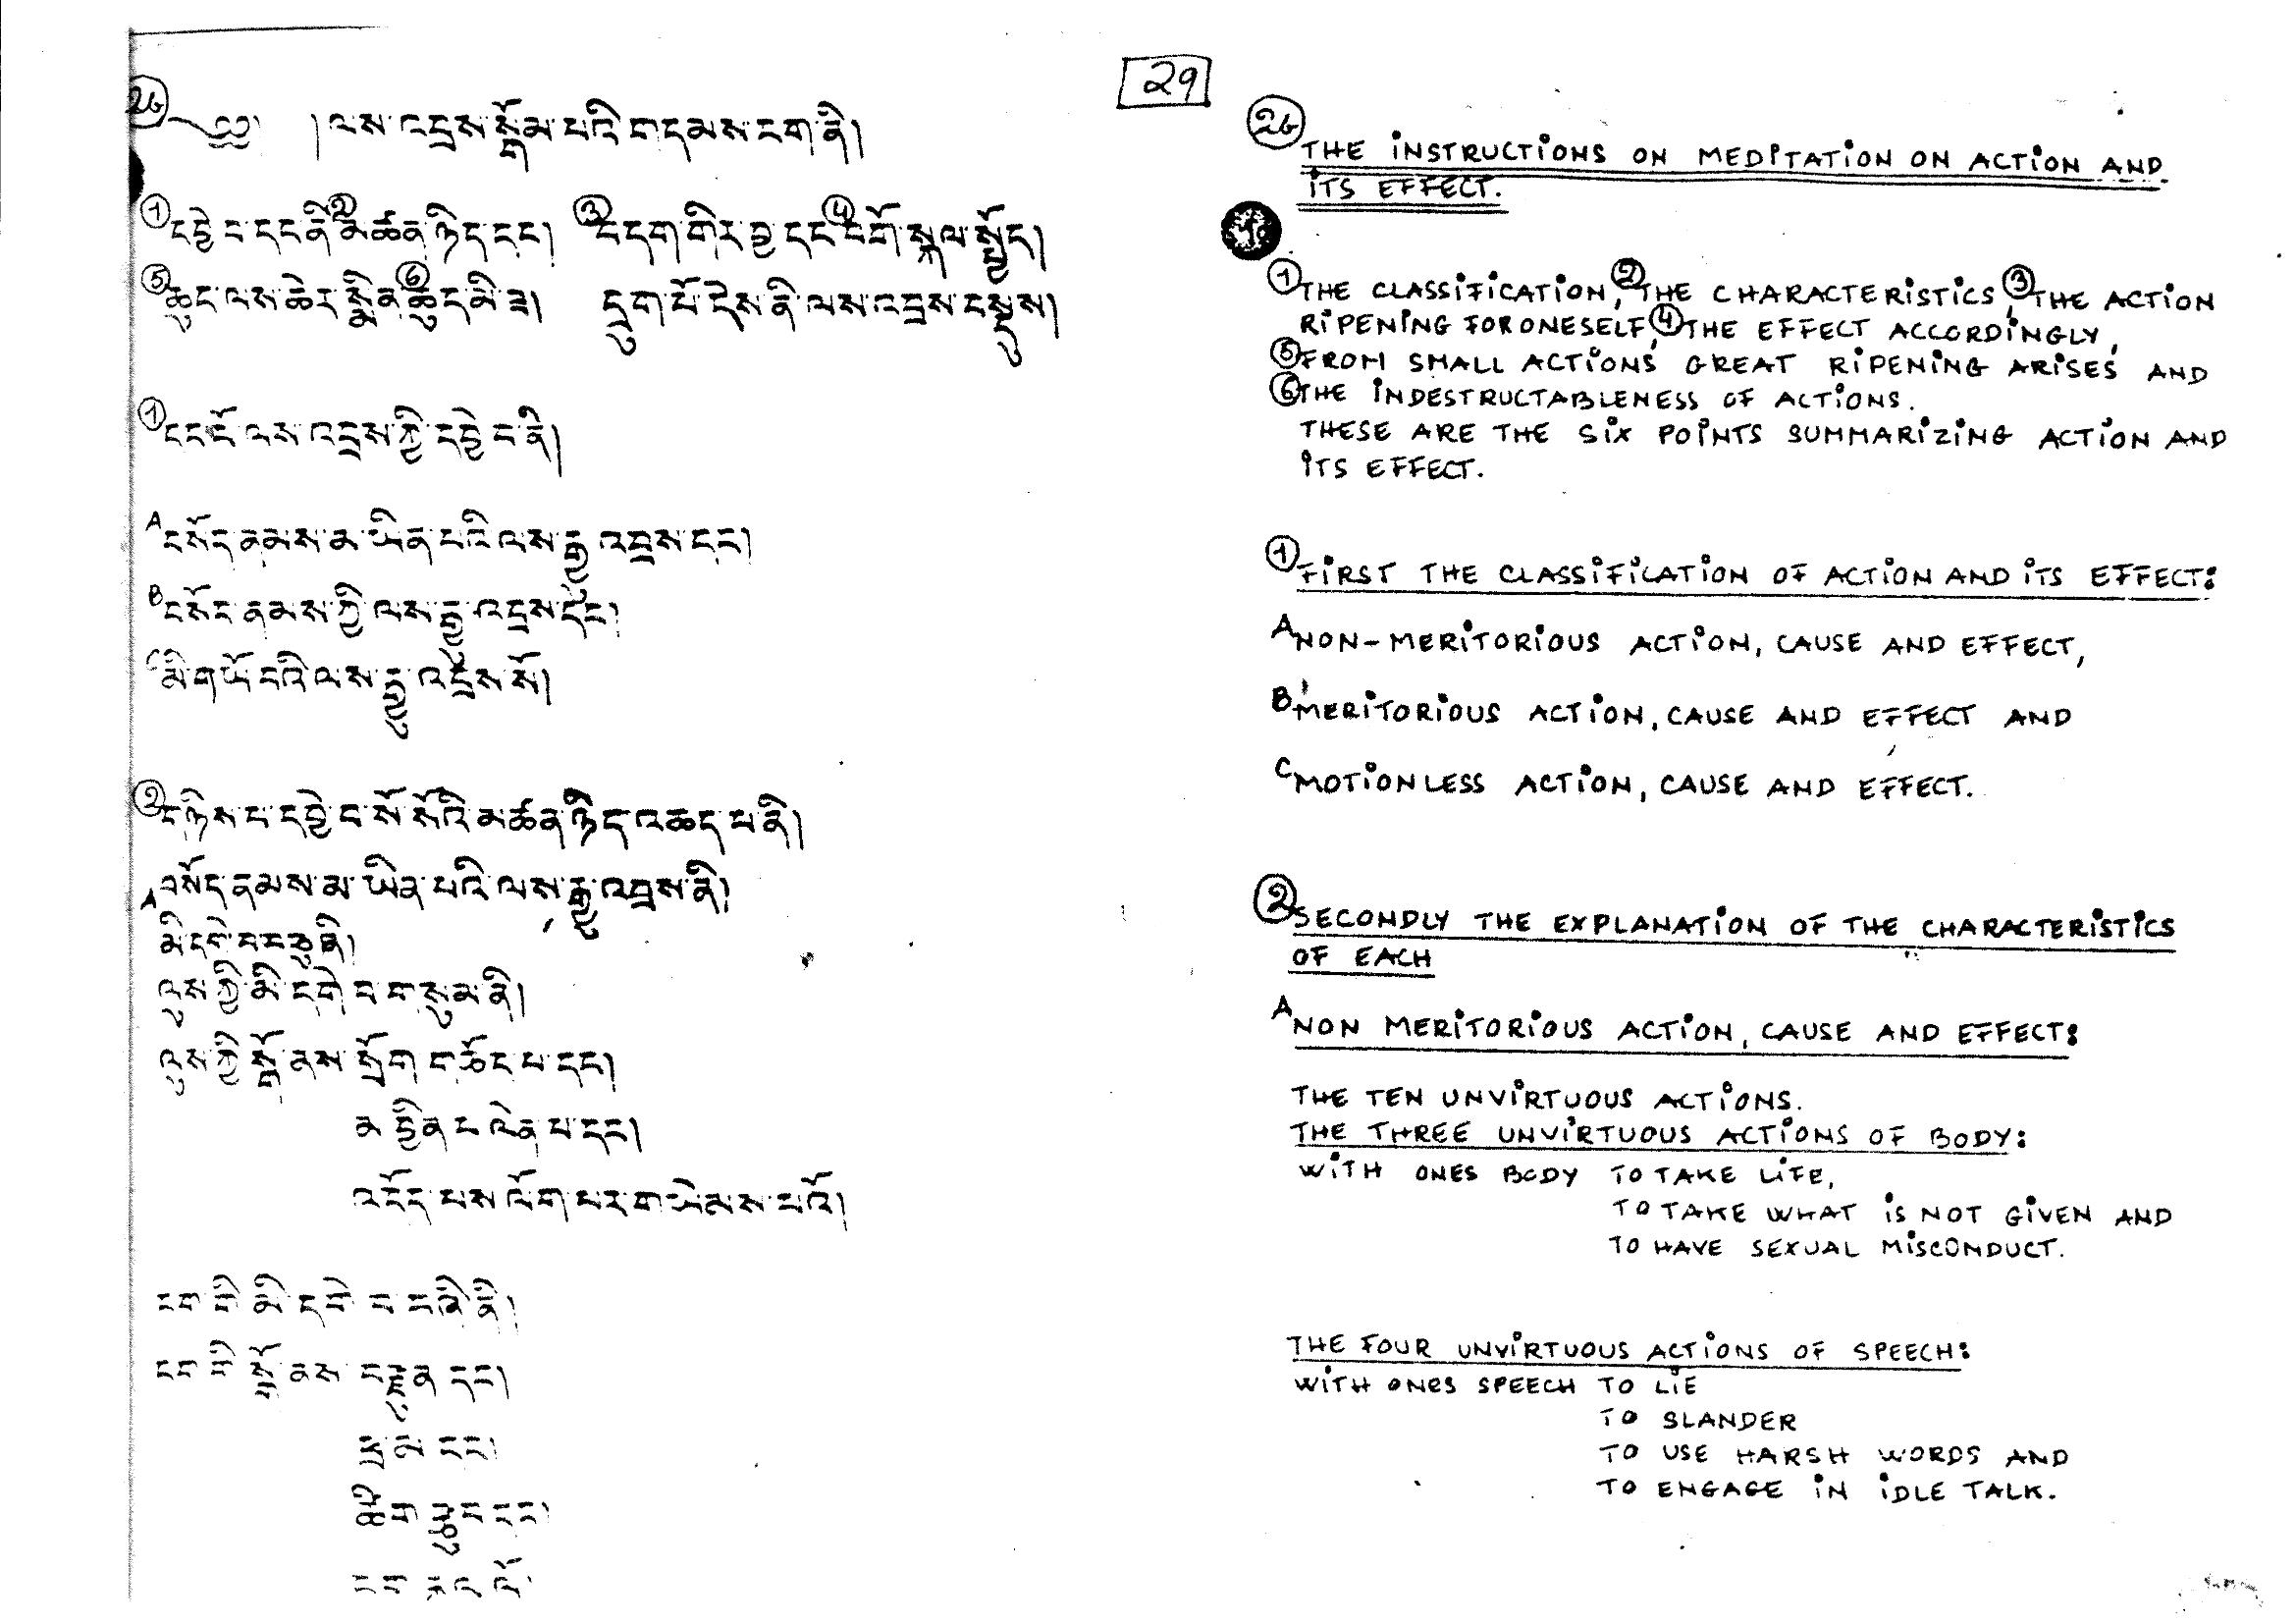 29
26 ༄༅། །ལས་འབྲས་སྒོམ་པའི་གདམས་ངག་ནི།
① དབྱེ་བ་དང་ནི་ ② མཚན་ཉིད་དང་། ③ བདག་གིར་བྱ་དང་ ④ བགོ་སྐལ་སྤྱོད།
⑤ ཆུང་ལས་ཆེར་སྨིན་ ⑥ ཆུད་མི་ཟ། དྲུག་པོ་དེས་ནི་ལས་འབྲས་བསྡུས།
① དང་པོ་ལས་འབྲས་ཀྱི་དབྱེ་བ་ནི།
A བསོད་ནམས་མ་ཡིན་པའི་ལས་རྒྱུ་འབྲས་དང་།
B བསོད་ནམས་ཀྱི་ལས་རྒྱུ་འབྲས་དང་།
C མི་གཡོ་བའི་ལས་རྒྱུ་འབྲས་སོ།
② གཉིས་པ་དབྱེ་བ་སོ་སོའི་མཚན་ཉིད་འཆད་པ་ནི།
A བསོད་ནམས་མ་ཡིན་པའི་ལས་རྒྱུ་འབྲས་ནི།
མི་དགེ་བ་བཅུ་ནི།
ལུས་ཀྱི་མི་དགེ་བ་གསུམ་ནི།
ལུས་ཀྱི་སྒོ་ནས་སྲོག་གཅོད་པ་དང་།
མ་བྱིན་པ་ལེན་པ་དང་།
འདོད་པས་ལོག་པར་གཡེམས་པའོ།
ངག་གི་མི་དགེ་བ་བཞི་ནི།
ངག་གི་སྒོ་ནས་བརྫུན་དང་།
ཕྲ་མ་དང་།
ཚིག་རྩུབ་དང་།
26 THE INSTRUCTIONS ON MEDITATION ON ACTION AND
ITS EFFECT.
① THE CLASSIFICATION, ② THE CHARACTERISTICS, ③ THE ACTION
RIPENING FOR ONESELF, ④ THE EFFECT ACCORDINGLY,
⑤ FROM SMALL ACTIONS GREAT RIPENING ARISES AND
⑥ THE INDESTRUCTABLENESS OF ACTIONS.
THESE ARE THE SIX POINTS SUMMARIZING ACTION AND
ITS EFFECT.
① FIRST THE CLASSIFICATION OF ACTION AND ITS EFFECT:
A NON-MERITORIOUS ACTION, CAUSE AND EFFECT,
B MERITORIOUS ACTION, CAUSE AND EFFECT AND
C MOTIONLESS ACTION, CAUSE AND EFFECT.
② SECONDLY THE EXPLANATION OF THE CHARACTERISTICS
OF EACH
A NON MERITORIOUS ACTION, CAUSE AND EFFECT:
THE TEN UNVIRTUOUS ACTIONS.
THE THREE UNVIRTUOUS ACTIONS OF BODY:
WITH ONES BODY TO TAKE LIFE,
TO TAKE WHAT IS NOT GIVEN AND
TO HAVE SEXUAL MISCONDUCT.
THE FOUR UNVIRTUOUS ACTIONS OF SPEECH:
WITH ONES SPEECH TO LIE
TO SLANDER
TO USE HARSH WORDS AND
TO ENGAGE IN IDLE TALK.